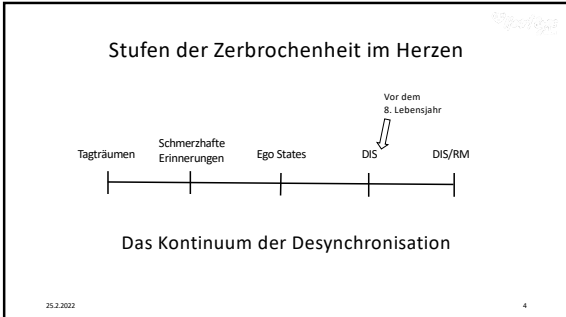 Stufen der Zerbrochenheit im Herzen
Vor dem
8. Lebensjahr
Tagträumen
Schmerzhafte
Erinnerungen
Ego States
DIS
DIS/RM
Das Kontinuum der Desynchronisation
25.2.2022
4